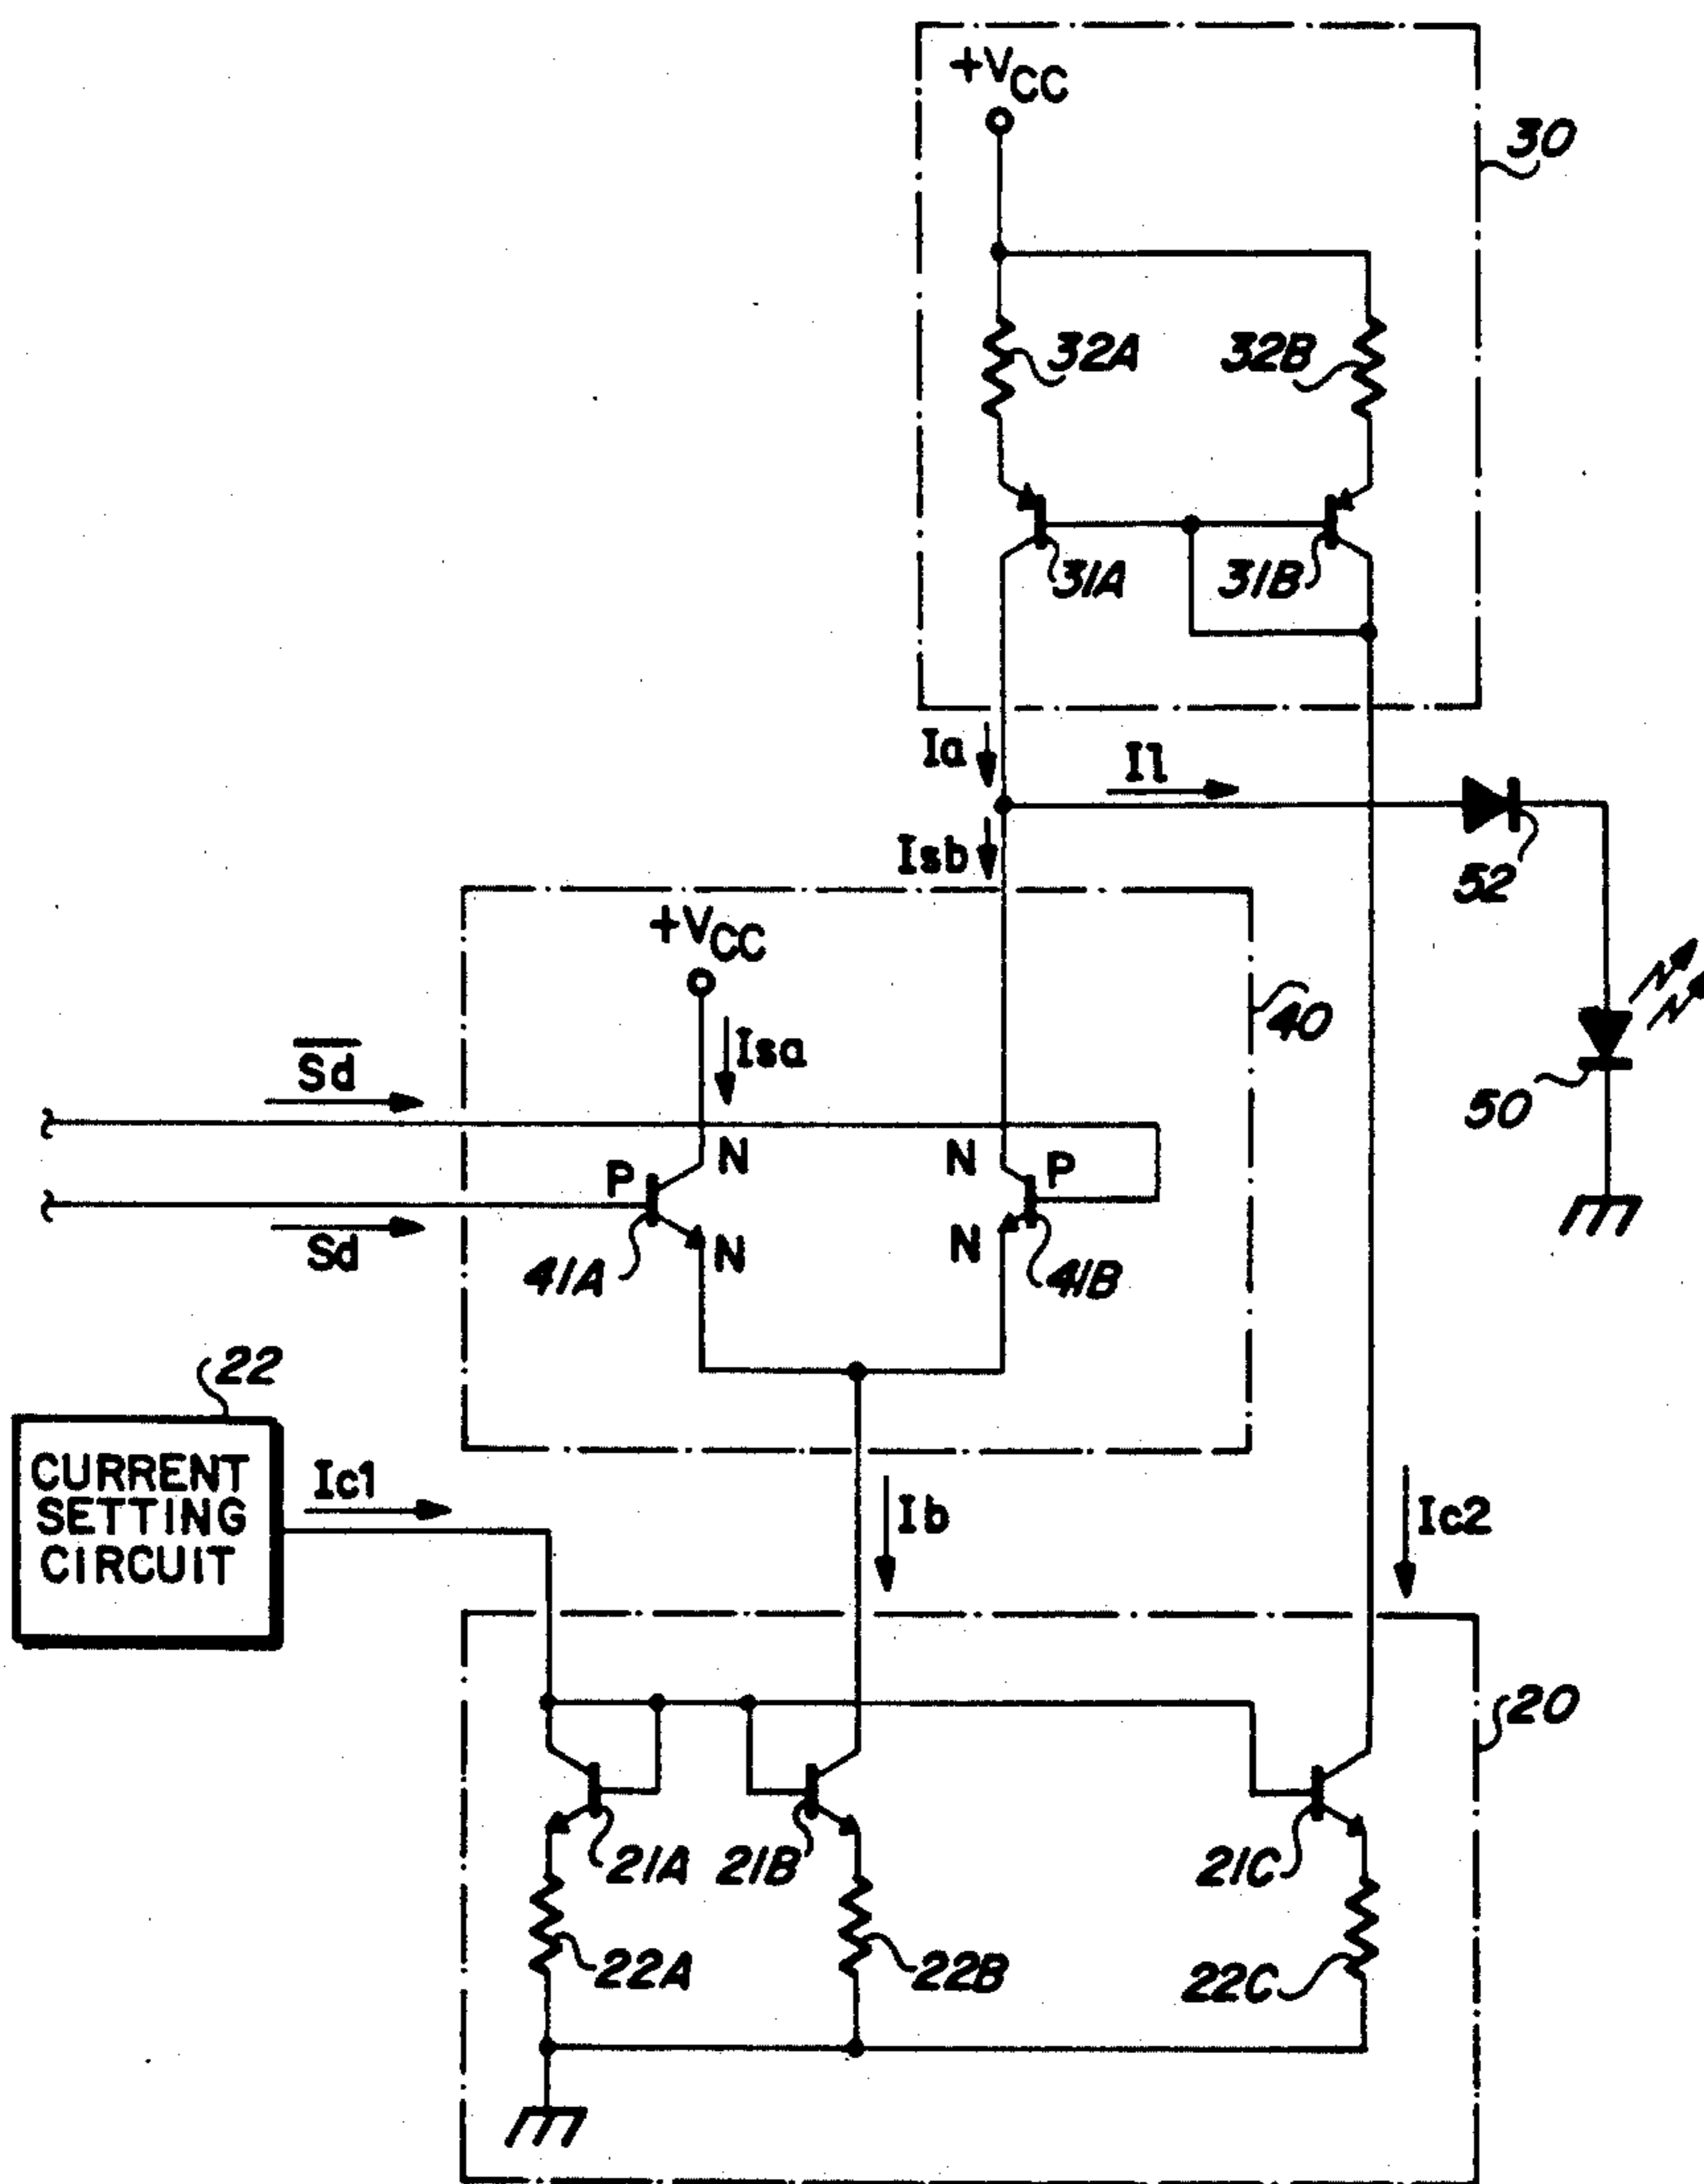 +VCC
30
32A
32B
31A
31B
Ia
Il
Isb
52
+VCC
40
Isa
S̅d̅
50
N
N
P
P
Sd
N
N
41A
41B
22
CURRENT
SETTING
CIRCUIT
Ic1
Ib
Ic2
20
21A
21B
21C
22A
22B
22C